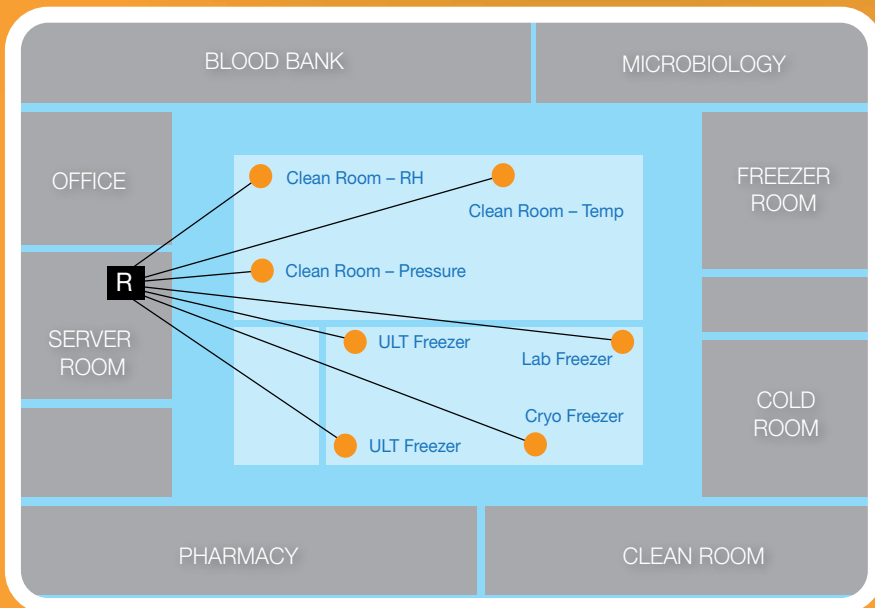 BLOOD BANK
MICROBIOLOGY
OFFICE
Clean Room – RH
Clean Room – Temp
FREEZER
ROOM
R
Clean Room – Pressure
SERVER
ROOM
ULT Freezer
Lab Freezer
COLD
ROOM
Cryo Freezer
ULT Freezer
PHARMACY
CLEAN ROOM